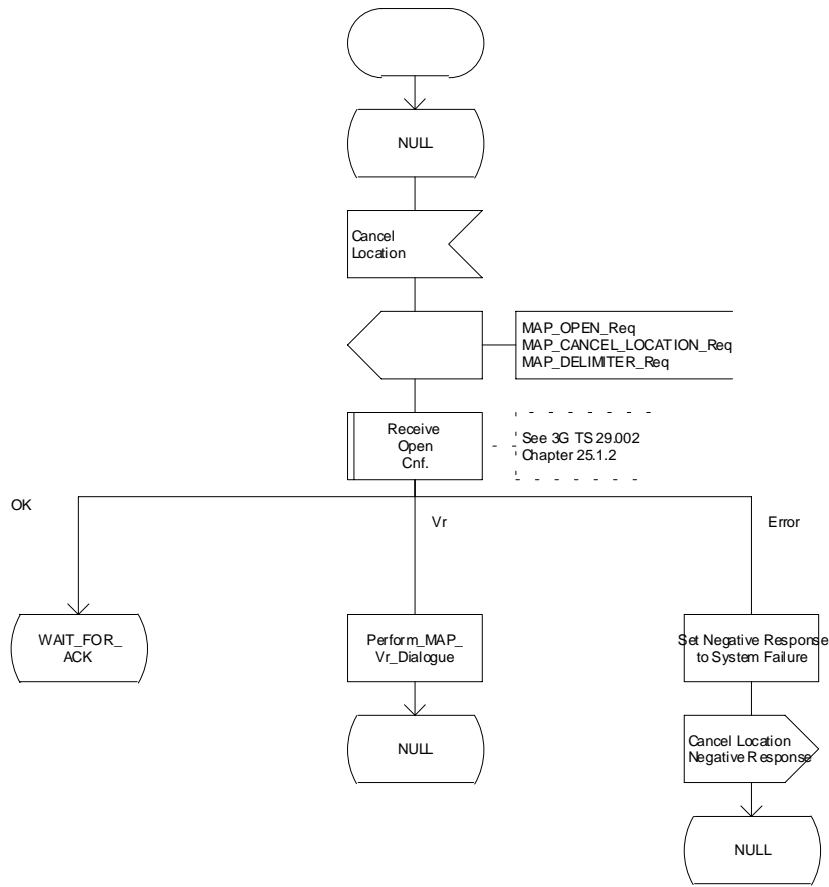 NULL
Cancel
Location
MAP_OPEN_Req
MAP_CANCEL_LOCATION_Req
MAP_DELIMITER_Req
Receive
Open
Cnf.
See 3G TS 29.002
Chapter 25.1.2
OK
Vr
Error
WAIT_FOR_
ACK
Perform_MAP_
Vr_Dialogue
Set Negative Response
to System Failure
NULL
Cancel Location
Negative Response
NULL